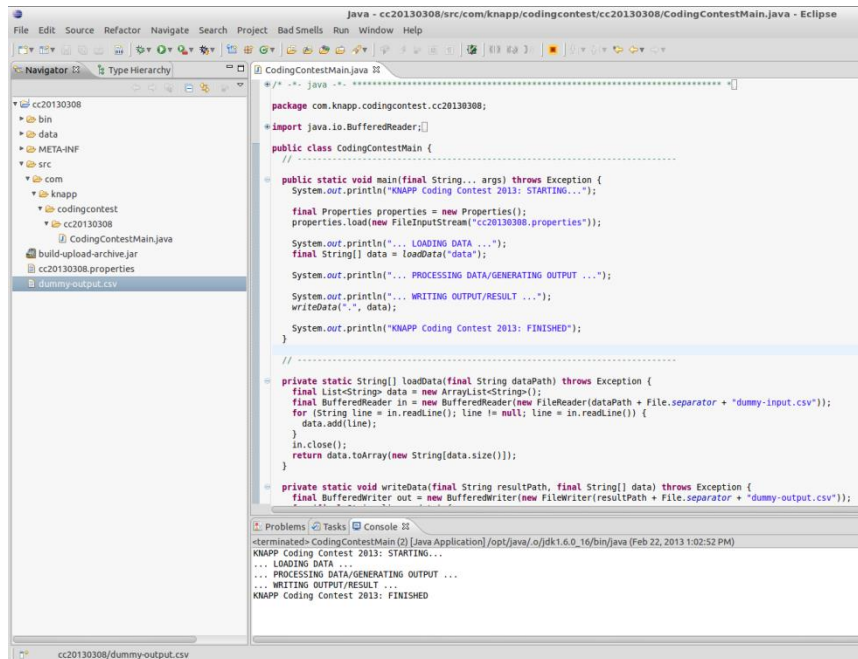 Java - cc20130308/src/com/knapp/codingcontest/cc20130308/CodingContestMain.java - Eclipse
File Edit Source Refactor Navigate Search Project Bad Smells Run Window Help
Navigator Type Hierarchy
cc20130308
bin
data
META-INF
src
com
knapp
codingcontest
cc20130308
CodingContestMain.java
build-upload-archive.jar
cc20130308.properties
dummy-output.csv
CodingContestMain.java
/* -*- java -*- ************************************************************************** *
package com.knapp.codingcontest.cc20130308;
import java.io.BufferedReader;
public class CodingContestMain {
// ----------------------------------------------------------------------------
public static void main(final String... args) throws Exception {
System.out.println("KNAPP Coding Contest 2013: STARTING...");
final Properties properties = new Properties();
properties.load(new FileInputStream("cc20130308.properties"));
System.out.println("... LOADING DATA ...");
final String[] data = loadData("data");
System.out.println("... PROCESSING DATA/GENERATING OUTPUT ...");
System.out.println("... WRITING OUTPUT/RESULT ...");
writeData(".", data);
System.out.println("KNAPP Coding Contest 2013: FINISHED");
}
// ----------------------------------------------------------------------------
private static String[] loadData(final String dataPath) throws Exception {
final List<String> data = new ArrayList<String>();
final BufferedReader in = new BufferedReader(new FileReader(dataPath + File.separator + "dummy-input.csv"));
for (String line = in.readLine(); line != null; line = in.readLine()) {
data.add(line);
}
in.close();
return data.toArray(new String[data.size()]);
}
private static void writeData(final String resultPath, final String[] data) throws Exception {
final BufferedWriter out = new BufferedWriter(new FileWriter(resultPath + File.separator + "dummy-output.csv"));
Problems Tasks Console
<terminated> CodingContestMain (2) [Java Application] /opt/java/.o/jdk1.6.0_16/bin/java (Feb 22, 2013 1:02:52 PM)
KNAPP Coding Contest 2013: STARTING...
... LOADING DATA ...
... PROCESSING DATA/GENERATING OUTPUT ...
... WRITING OUTPUT/RESULT ...
KNAPP Coding Contest 2013: FINISHED
cc20130308/dummy-output.csv